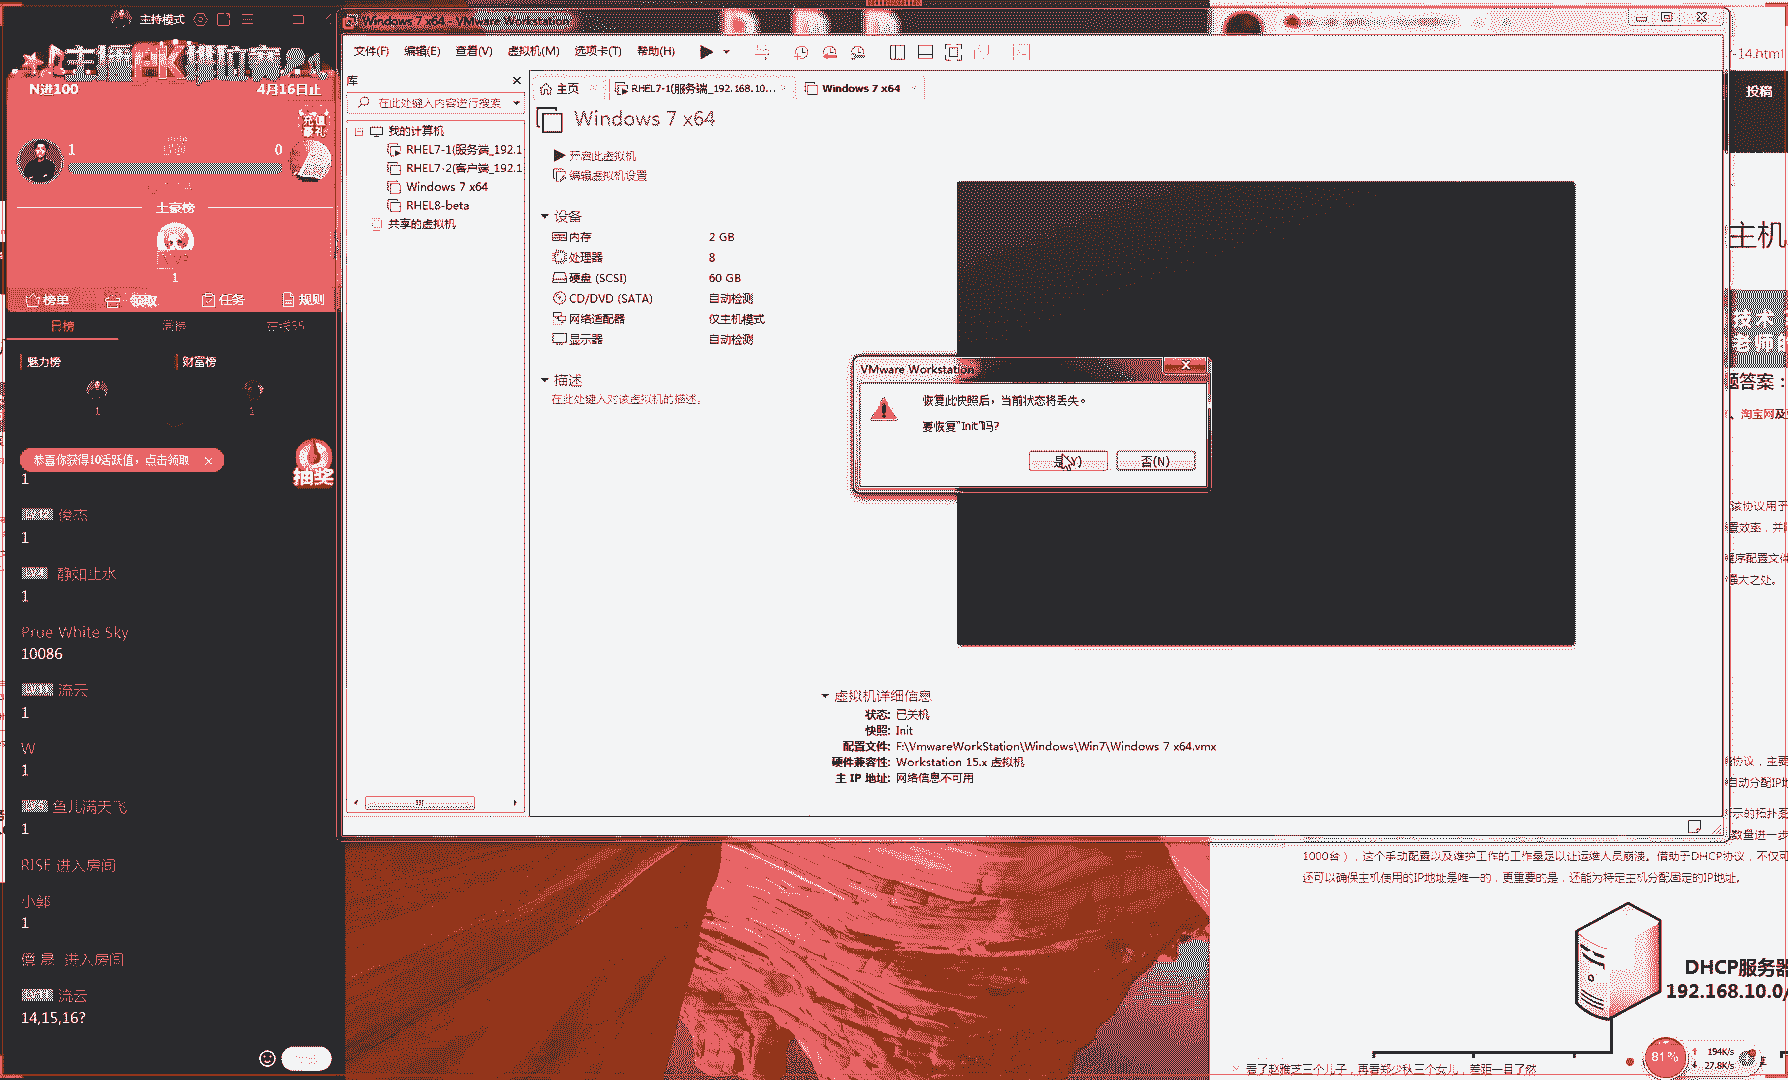 主持模式
N进100
4月16日止
充值
豪礼
1
0
土豪榜
1
榜单
领取
任务
规则
日榜
周榜
魅力榜
财富榜
1
1
恭喜你获得10活跃值，点击领取
抽奖
1
俊杰
1
静如止水
1
Prue White Sky
10086
流云
1
W
1
鱼儿满天飞
1
RISE 进入房间
小郭
1
进入房间
流云
14,15,16?
Windows 7 x64 - VMware Workstation
文件(F)
编辑(E)
查看(V)
虚拟机(M)
选项卡(T)
帮助(H)
库
在此处键入内容进行搜索
我的计算机
RHEL7-1(服务端_192.1
RHEL7-2(客户端_192.1
Windows 7 x64
RHEL8-beta
共享的虚拟机
主页
RHEL7-1(服务端_192.168.10...
Windows 7 x64
Windows 7 x64
开启此虚拟机
编辑虚拟机设置
设备
内存 2 GB
处理器 8
硬盘 (SCSI) 60 GB
CD/DVD (SATA) 自动检测
网络适配器 仅主机模式
显示器 自动检测
描述
在此处键入对该虚拟机的描述。
VMware Workstation
恢复此快照后，当前状态将丢失。
要恢复"Init"吗?
是(Y)
否(N)
虚拟机详细信息
状态: 已关机
快照: Init
配置文件: F:\VmwareWorkStation\Windows\Win7\Windows 7 x64.vmx
硬件兼容性: Workstation 15.x 虚拟机
主 IP 地址: 网络信息不可用
-14.html
投稿
主机
技术
老师
题答案：
、淘宝网及
该协议用于
置效率，并
程序配置文件
强大之处。
协议，主要
自动分配IP地
示的拓扑图
数量进一步
1000台），这个手动配置以及维护工作的工作量足以让运维人员崩溃。借助于DHCP协议，不仅可
还可以确保主机使用的IP地址是唯一的，更重要的是，还能为特定主机分配固定的IP地址。
DHCP服务器
192.168.10.0/
81%
194K/s
27.8K/s
看了赵雅芝三个儿子，再看郑少秋三个女儿，差距一目了然